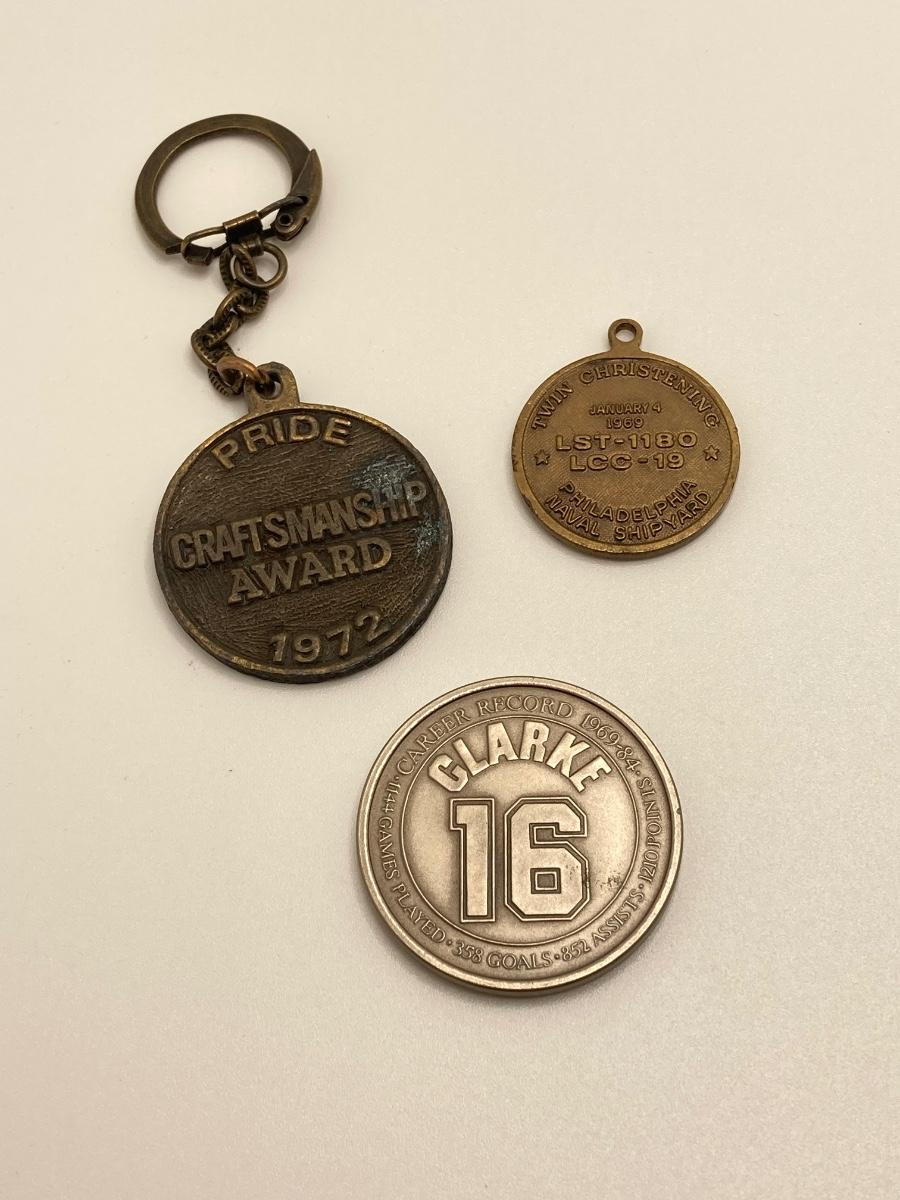 PRIDE
CRAFTSMANSHIP
AWARD
1972
TWIN CHRISTENING
JANUARY 4
1969
LST-1180
LCC-19
PHILADELPHIA
NAVAL SHIPYARD
CAREER RECORD 1969-84·
CLARKE
16
·1144 GAMES PLAYED·358 GOALS·852 ASSISTS·1210 POINTS